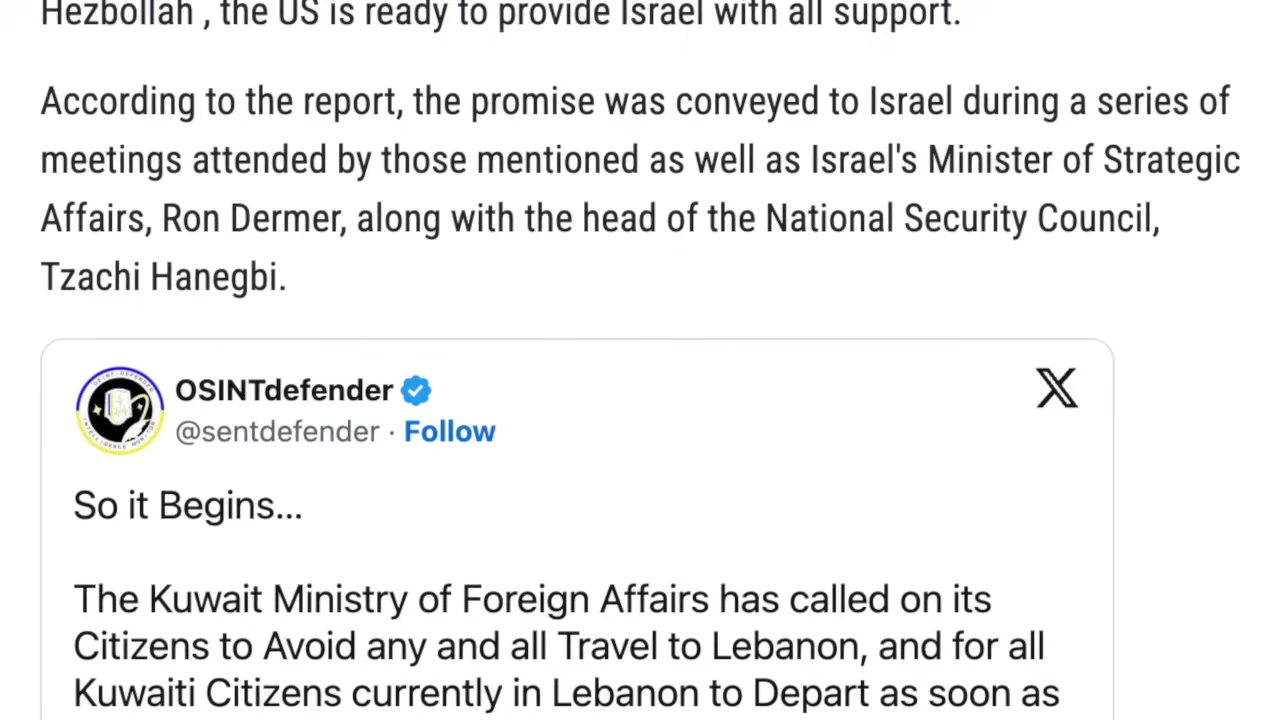 Hezbollah , the US is ready to provide Israel with all support.
According to the report, the promise was conveyed to Israel during a series of
meetings attended by those mentioned as well as Israel's Minister of Strategic
Affairs, Ron Dermer, along with the head of the National Security Council,
Tzachi Hanegbi.
OSINTdefender
@sentdefender · Follow
So it Begins...
The Kuwait Ministry of Foreign Affairs has called on its
Citizens to Avoid any and all Travel to Lebanon, and for all
Kuwaiti Citizens currently in Lebanon to Depart as soon as